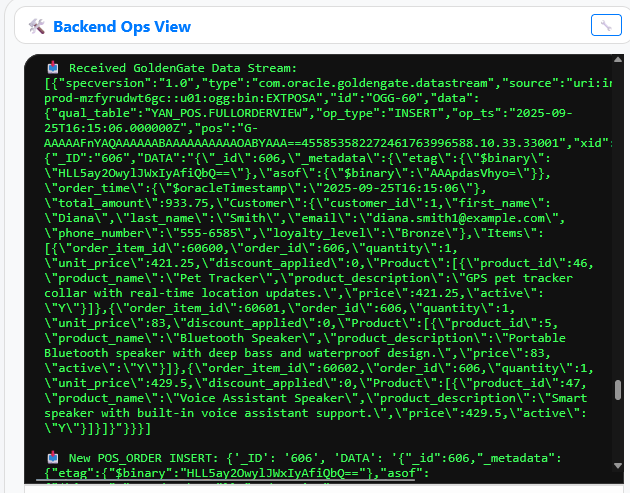 🛠️ Backend Ops View
📥 Received GoldenGate Data Stream:
[{"specversion":"1.0","type":"com.oracle.goldengate.datastream","source":"uri:in
prod-mzfyrudwt6gc::u01:ogg:bin:EXTPOSA","id":"OGG-60","data":
{"qual_table":"YAN_POS.FULLORDERVIEW","op_type":"INSERT","op_ts":"2025-09-
25T16:15:06.000000Z","pos":"G-
AAAAAFnYAQAAAAAABAAAAAAAAAAOABYAAA==455853582272461763996588.10.33.33001","xid":
{"_ID":"606","DATA":"{\"_id\":606,\"_metadata\":{\"etag\":{\"$binary\":
\"HLL5ay2OwylJWxIyAfiQbQ==\"},\"asof\":{\"$binary\":\"AAApdasVhyo=\"}},
\"order_time\":{\"$oracleTimestamp\":\"2025-09-25T16:15:06\"},
\"total_amount\":933.75,\"Customer\":{\"customer_id\":1,\"first_name\":
\"Diana\",\"last_name\":\"Smith\",\"email\":\"diana.smith1@example.com\",
\"phone_number\":\"555-6585\",\"loyalty_level\":\"Bronze\"},\"Items\":
[{\"order_item_id\":60600,\"order_id\":606,\"quantity\":1,
\"unit_price\":421.25,\"discount_applied\":0,\"Product\":[{\"product_id\":46,
\"product_name\":\"Pet Tracker\",\"product_description\":\"GPS pet tracker
collar with real-time location updates.\",\"price\":421.25,\"active\":
\"Y\"}]},{\"order_item_id\":60601,\"order_id\":606,\"quantity\":1,
\"unit_price\":83,\"discount_applied\":0,\"Product\":[{\"product_id\":5,
\"product_name\":\"Bluetooth Speaker\",\"product_description\":\"Portable
Bluetooth speaker with deep bass and waterproof design.\",\"price\":83,
\"active\":\"Y\"}]},{\"order_item_id\":60602,\"order_id\":606,\"quantity\":1,
\"unit_price\":429.5,\"discount_applied\":0,\"Product\":[{\"product_id\":47,
\"product_name\":\"Voice Assistant Speaker\",\"product_description\":\"Smart
speaker with built-in voice assistant support.\",\"price\":429.5,\"active\":
\"Y\"}]}]}"}}}]
📥 New POS_ORDER INSERT: {'_ID': '606', 'DATA': '{"_id":606,"_metadata":
{"etag":{"$binary":"HLL5ay2OwylJWxIyAfiQbQ=="},"asof":